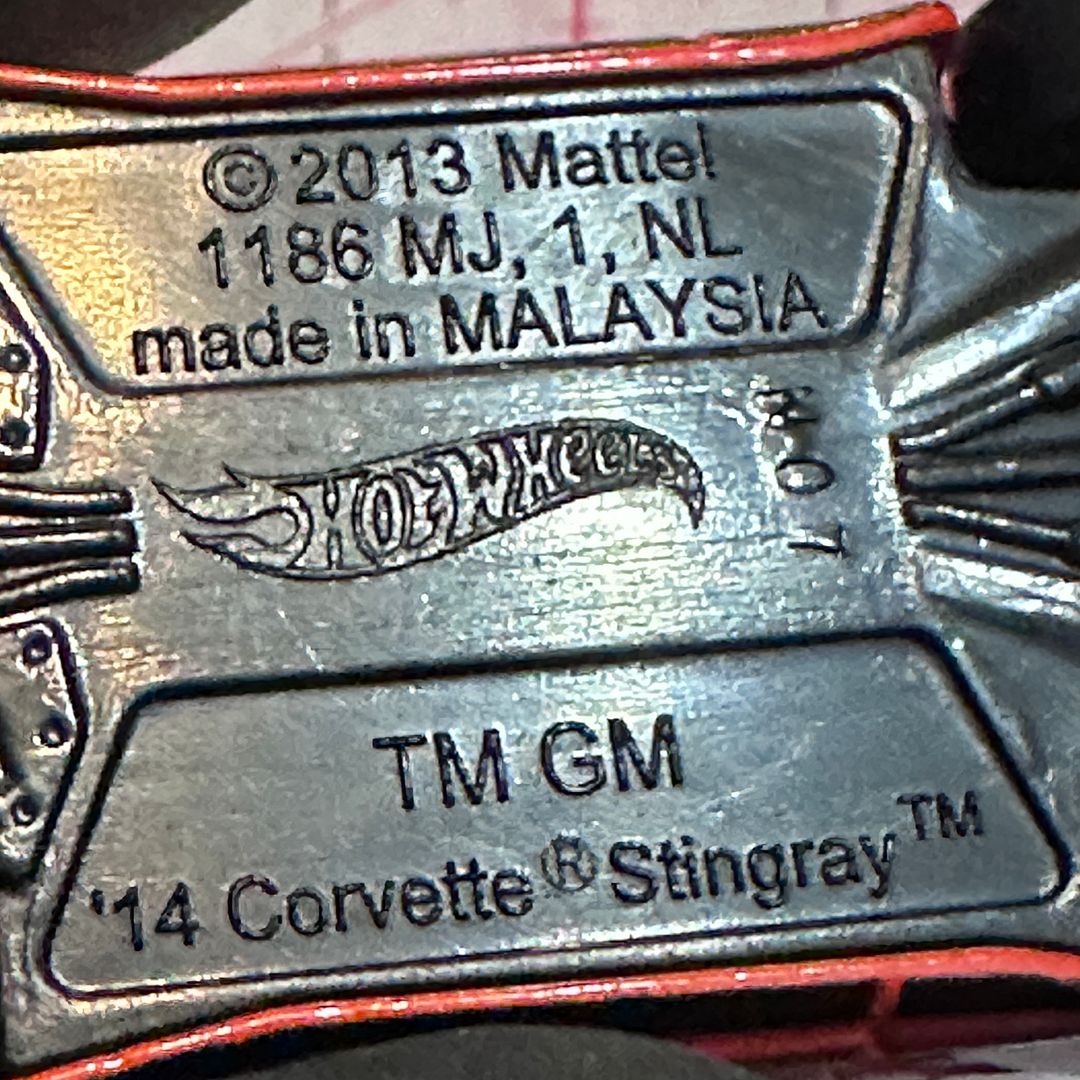 © 2013 Mattel
1186 MJ, 1, NL
made in MALAYSIA
HOT WHEELS
TM GM
'14 Corvette® Stingray™